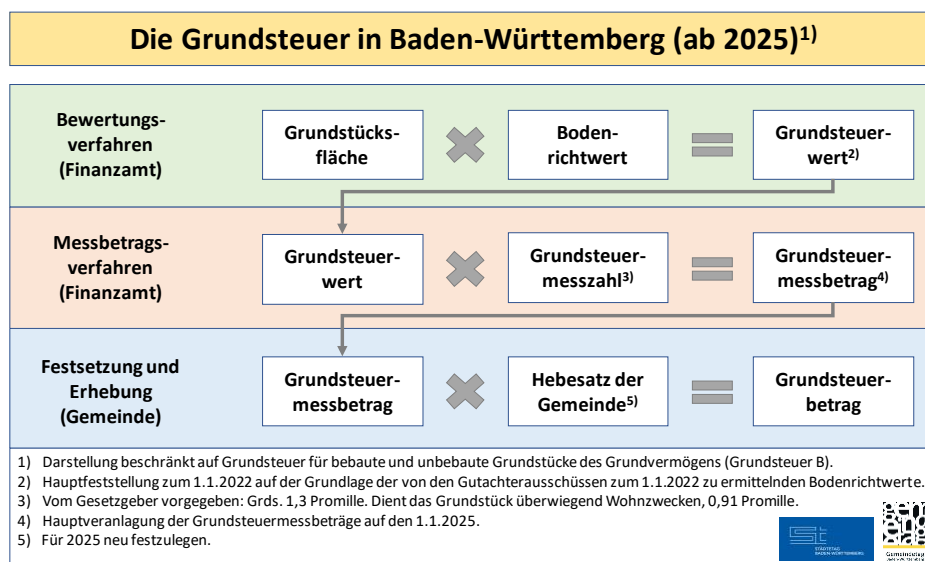 Die Grundsteuer in Baden-Württemberg (ab 2025)1)
Bewertungs-
verfahren
(Finanzamt)
Grundstücks-
fläche
Boden-
richtwert
Grundsteuer-
wert2)
Messbetrags-
verfahren
(Finanzamt)
Grundsteuer-
wert
Grundsteuer-
messzahl3)
Grundsteuer-
messbetrag4)
Festsetzung und
Erhebung
(Gemeinde)
Grundsteuer-
messbetrag
Hebesatz der
Gemeinde5)
Grundsteuer-
betrag
1) Darstellung beschränkt auf Grundsteuer für bebaute und unbebaute Grundstücke des Grundvermögens (Grundsteuer B).
2) Hauptfeststellung zum 1.1.2022 auf der Grundlage der von den Gutachterausschüssen zum 1.1.2022 zu ermittelnden Bodenrichtwerte.
3) Vom Gesetzgeber vorgegeben: Grds. 1,3 Promille. Dient das Grundstück überwiegend Wohnzwecken, 0,91 Promille.
4) Hauptveranlagung der Grundsteuermessbeträge auf den 1.1.2025.
5) Für 2025 neu festzulegen.
STÄDTETAG
BADEN-WÜRTTEMBERG
Gemeindetag